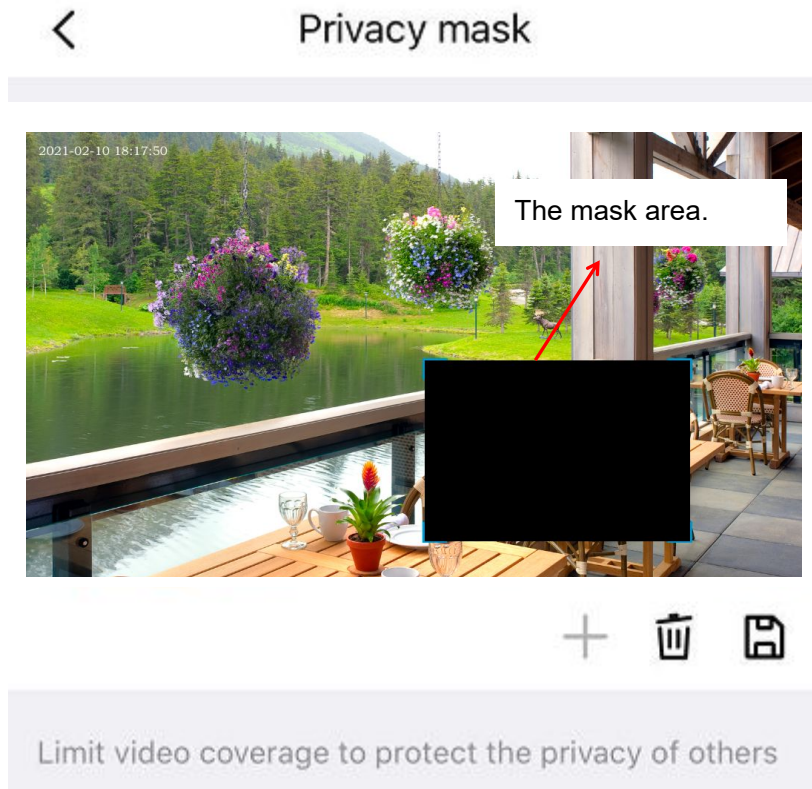 Privacy mask
2021-02-10 18:17:50
The mask area.
Limit video coverage to protect the privacy of others